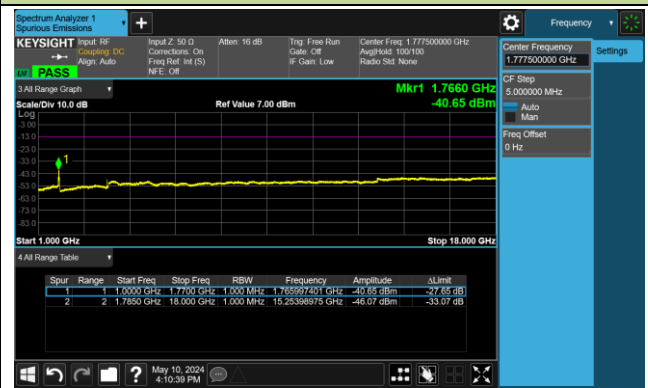 Spectrum Analyzer 1
Spurious Emissions
Frequency
KEYSIGHT Input: RF
Coupling: DC
Align: Auto
Input Z: 50 Ω
Corrections: On
Freq Ref: Int (S)
NFE: Off
Atten: 16 dB
Trig: Free Run
Gate: Off
IF Gain: Low
Center Freq: 1.777500000 GHz
Avg|Hold: 100/100
Radio Std: None
PASS
3 All Range Graph
Mkr1 1.7660 GHz
Scale/Div 10.0 dB
Ref Value 7.00 dBm
-40.65 dBm
Log
-3.00
-13.0
-23.0
-33.0
-43.0
-53.0
-63.0
-73.0
-83.0
1
Start 1.000 GHz
Stop 18.000 GHz
4 All Range Table
Spur Range Start Freq Stop Freq RBW Frequency Amplitude ΔLimit
1 1 1.0000 GHz 1.7700 GHz 1.000 MHz 1.765997401 GHz -40.65 dBm -27.65 dB
2 2 1.7850 GHz 18.000 GHz 1.000 MHz 15.25398975 GHz -46.07 dBm -33.07 dB
Center Frequency
1.777500000 GHz
Settings
CF Step
5.000000 MHz
Auto
Man
Freq Offset
0 Hz
May 10, 2024
4:10:39 PM